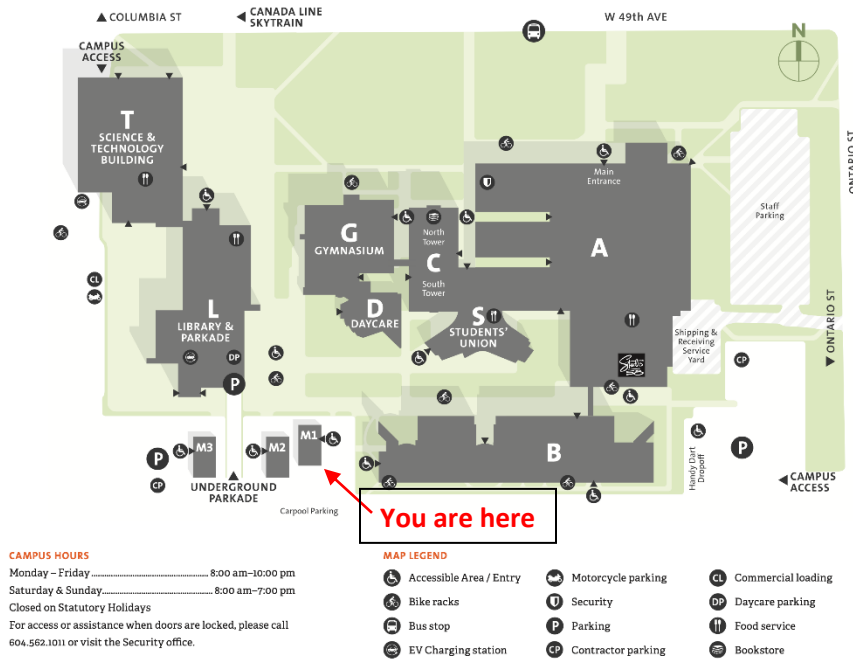 COLUMBIA ST
CANADA LINE
SKYTRAIN
W 49th AVE
CAMPUS
ACCESS
N
T
SCIENCE &
TECHNOLOGY
BUILDING
Main
Entrance
ONTARIO ST
Staff
Parking
G
GYMNASIUM
North
Tower
C
South
Tower
A
D
DAYCARE
S
STUDENTS'
UNION
L
LIBRARY &
PARKADE
DP
P
CL
Shipping &
Receiving
Service
Yard
ONTARIO ST
CP
M3
M2
M1
B
P
CP
UNDERGROUND
PARKADE
Carpool Parking
Handy Dart
Dropoff
P
CAMPUS
ACCESS
You are here
CAMPUS HOURS
Monday – Friday ........................................ 8:00 am–10:00 pm
Saturday & Sunday...................................... 8:00 am–7:00 pm
Closed on Statutory Holidays
For access or assistance when doors are locked, please call
604.562.1011 or visit the Security office.
MAP LEGEND
Accessible Area / Entry
Bike racks
Bus stop
EV Charging station
Motorcycle parking
Security
P Parking
CP Contractor parking
CL Commercial loading
DP Daycare parking
Food service
Bookstore